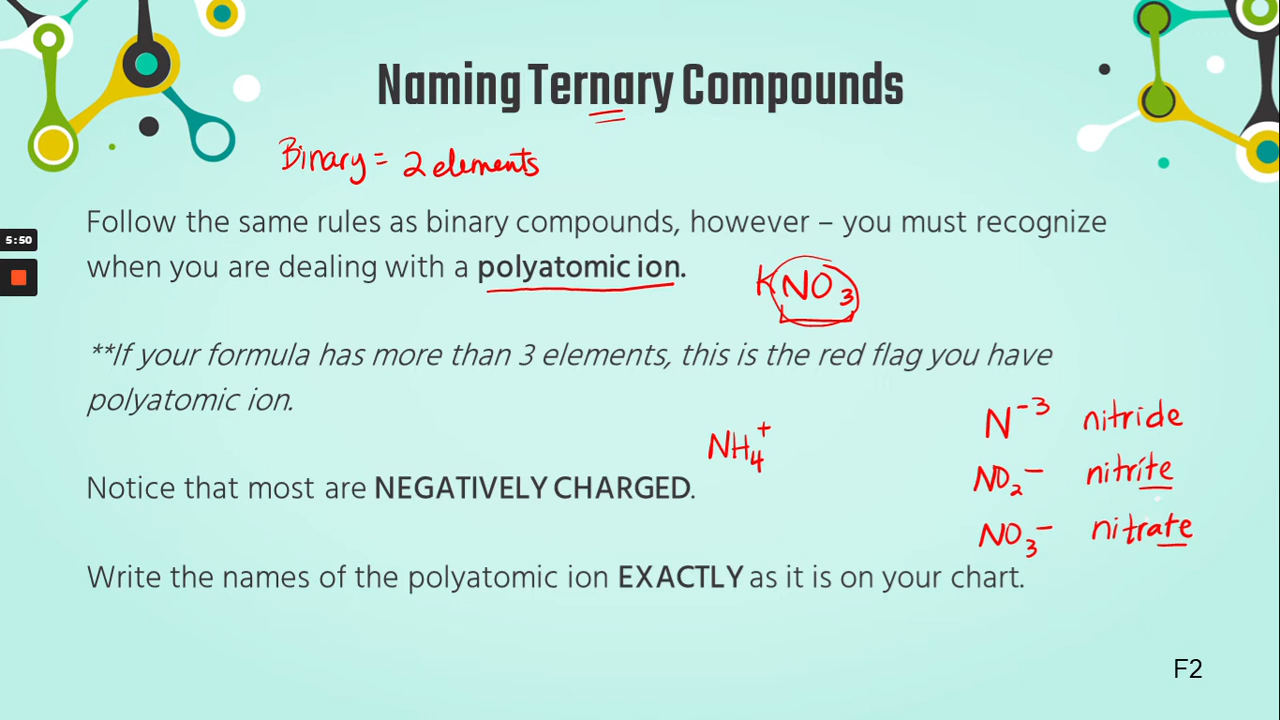 Naming Ternary Compounds
Binary = 2 elements
5:50
Follow the same rules as binary compounds, however – you must recognize
when you are dealing with a polyatomic ion.
KNO₃
**If your formula has more than 3 elements, this is the red flag you have
polyatomic ion.
N⁻³ nitride
NH₄⁺
NO₂⁻ nitrite
Notice that most are NEGATIVELY CHARGED.
NO₃⁻ nitrate
Write the names of the polyatomic ion EXACTLY as it is on your chart.
F2